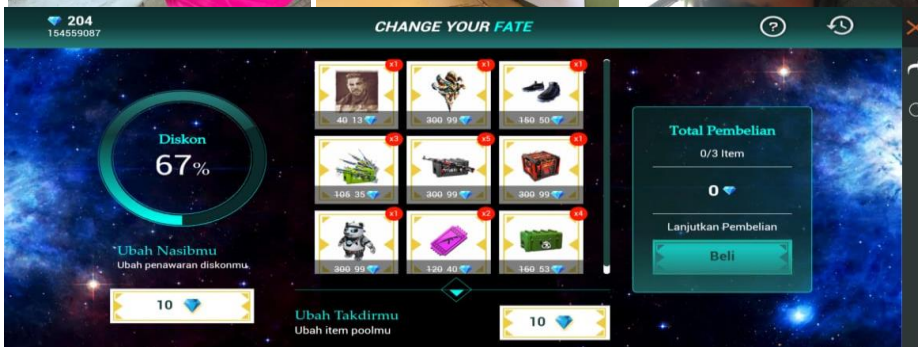 204
154559087
CHANGE YOUR FATE
Diskon
67%
Ubah Nasibmu
Ubah penawaran diskonmu
10
x1
40 13
x1
300 99
x1
150 50
x3
105 35
x5
300 99
x1
300 99
x1
300 99
x2
120 40
x4
160 53
Ubah Takdirmu
Ubah item poolmu
10
Total Pembelian
0/3 Item
0
Lanjutkan Pembelian
Beli